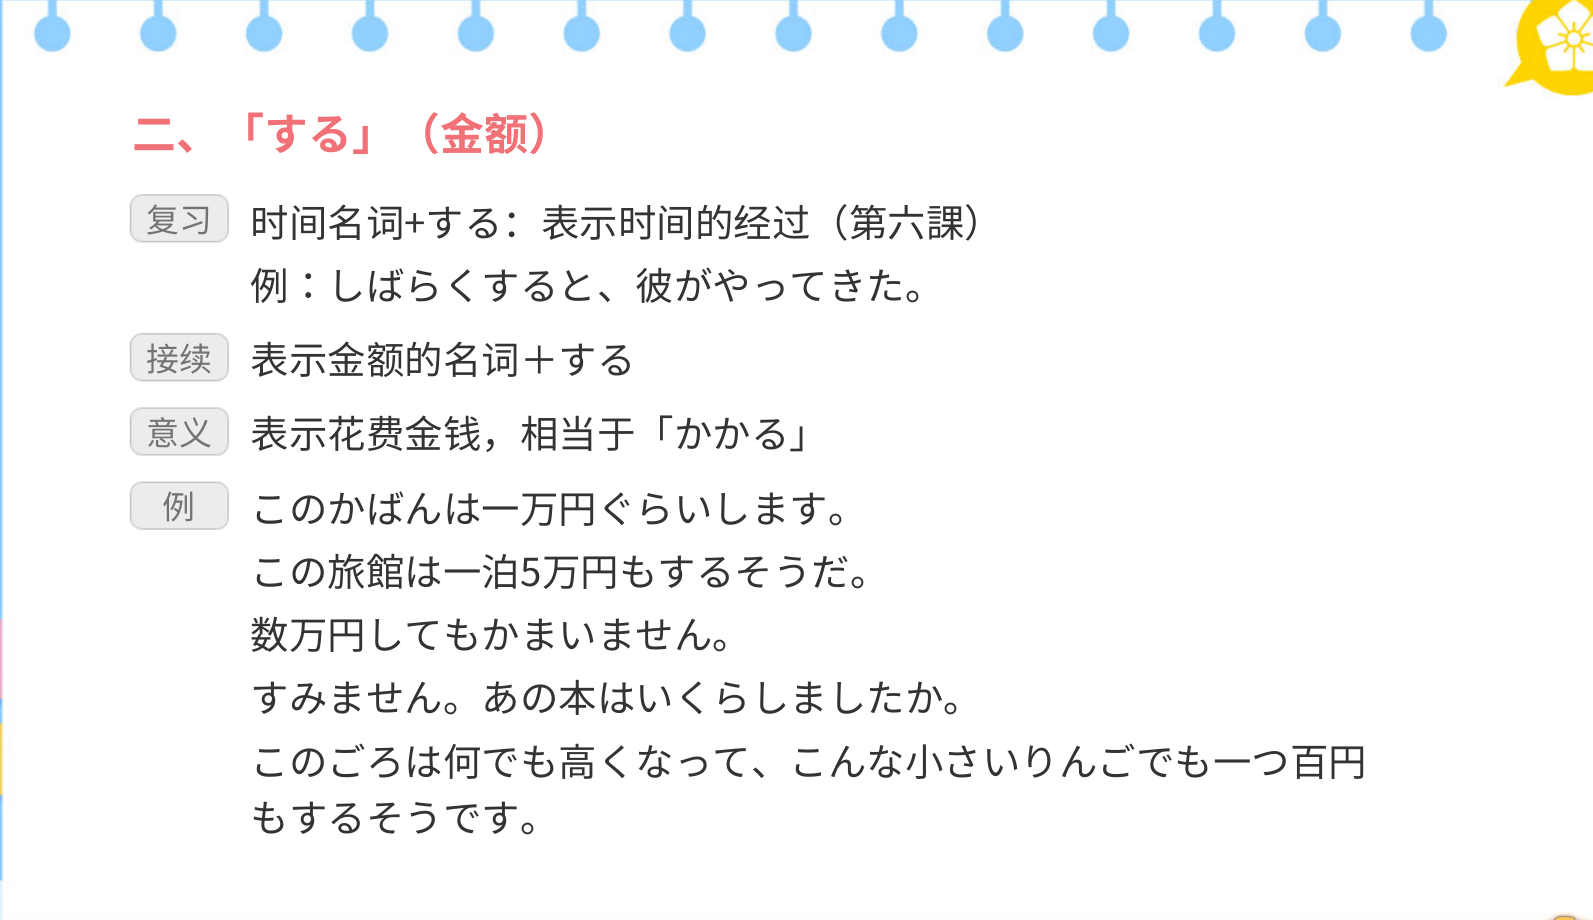 二、「する」（金额）
复习 时间名词+する：表示时间的经过（第六課）
例：しばらくすると、彼がやってきた。
接续 表示金额的名词＋する
意义 表示花费金钱，相当于「かかる」
例 このかばんは一万円ぐらいします。
この旅館は一泊5万円もするそうだ。
数万円してもかまいません。
すみません。あの本はいくらしましたか。
このごろは何でも高くなって、こんな小さいりんごでも一つ百円
もするそうです。